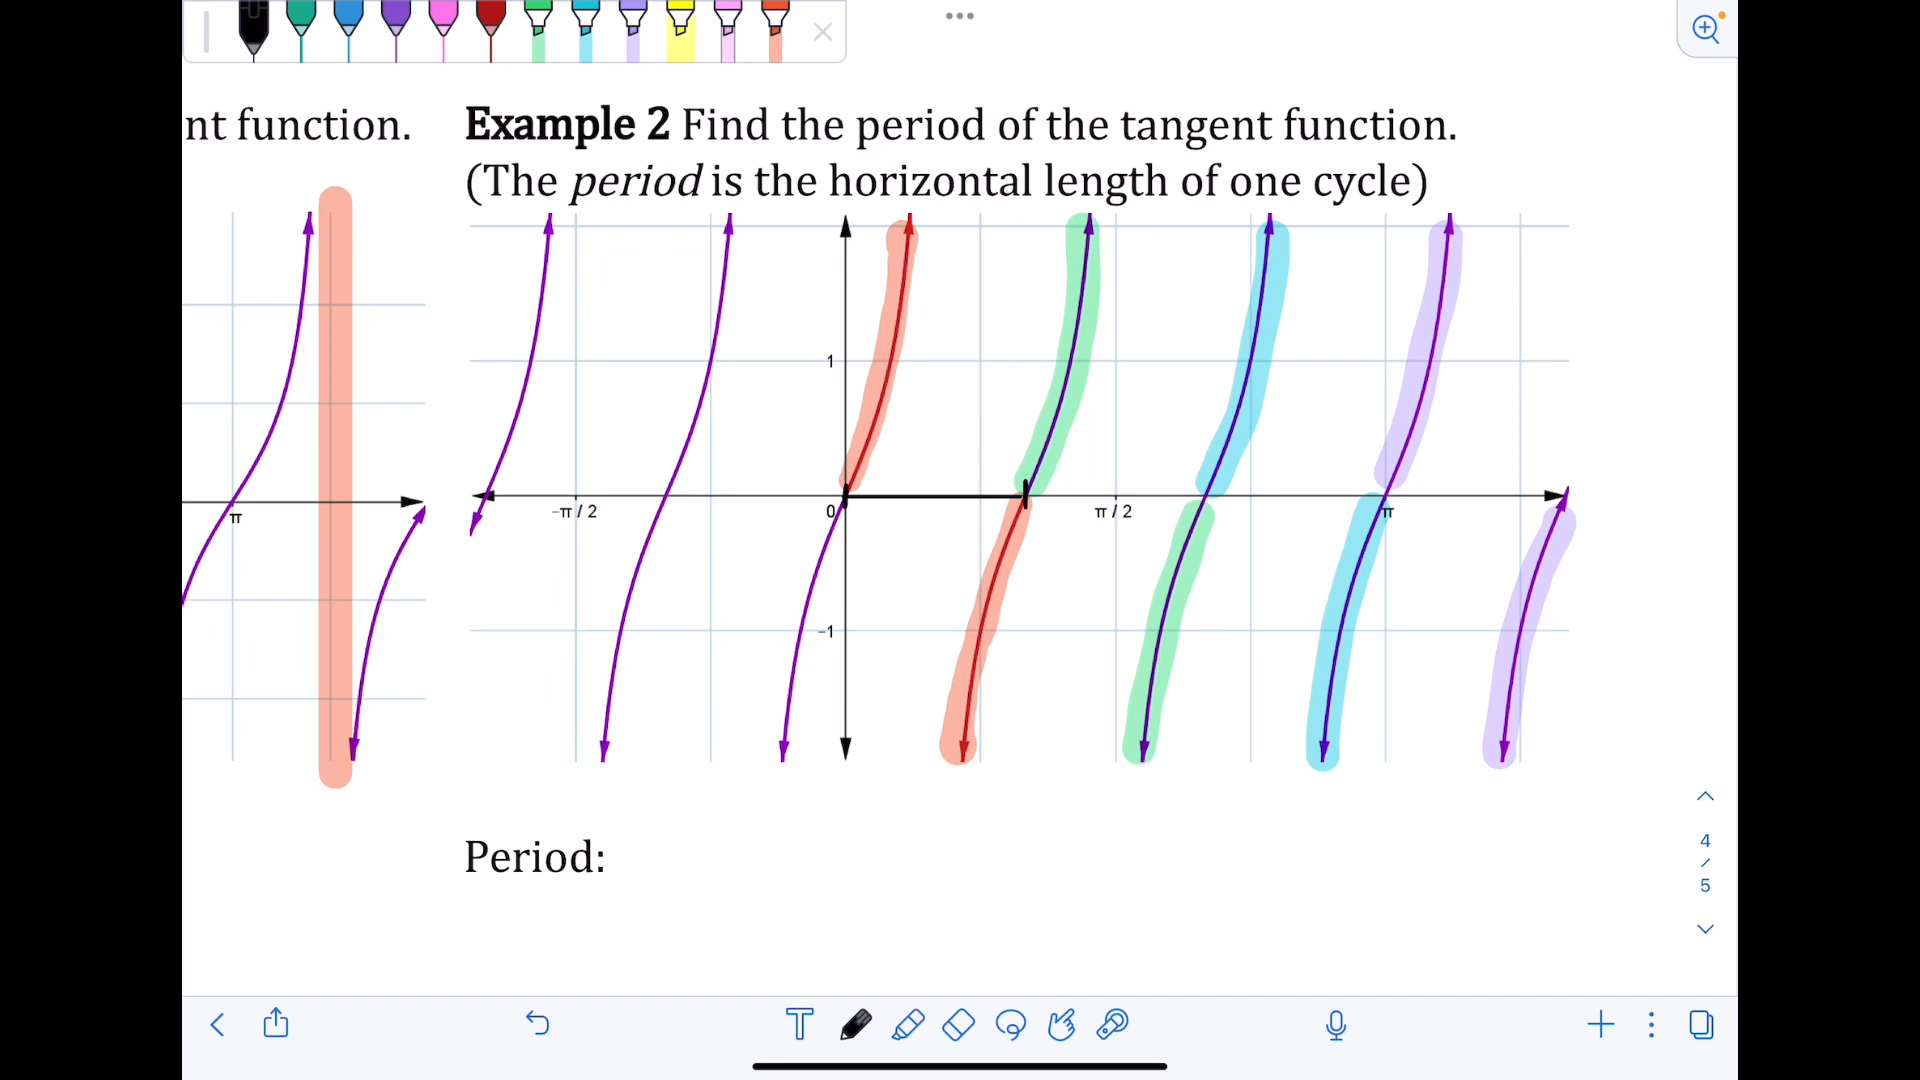 nt function.
Example 2 Find the period of the tangent function.
(The period is the horizontal length of one cycle)
1
-π / 2
0
π / 2
π
-1
π
Period:
4
/
5